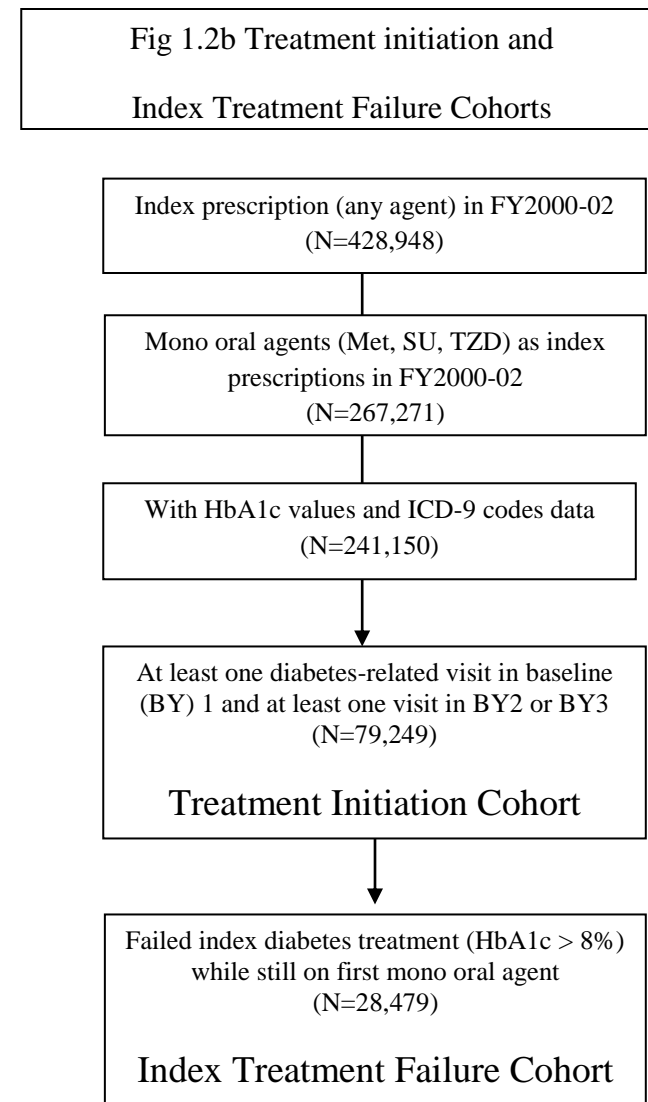 Fig 1.2b Treatment initiation and
Index Treatment Failure Cohorts
Index prescription (any agent) in FY2000-02
(N=428,948)
Mono oral agents (Met, SU, TZD) as index
prescriptions in FY2000-02
(N=267,271)
With HbA1c values and ICD-9 codes data
(N=241,150)
At least one diabetes-related visit in baseline
(BY) 1 and at least one visit in BY2 or BY3
(N=79,249)
Treatment Initiation Cohort
Failed index diabetes treatment (HbA1c > 8%)
while still on first mono oral agent
(N=28,479)
Index Treatment Failure Cohort